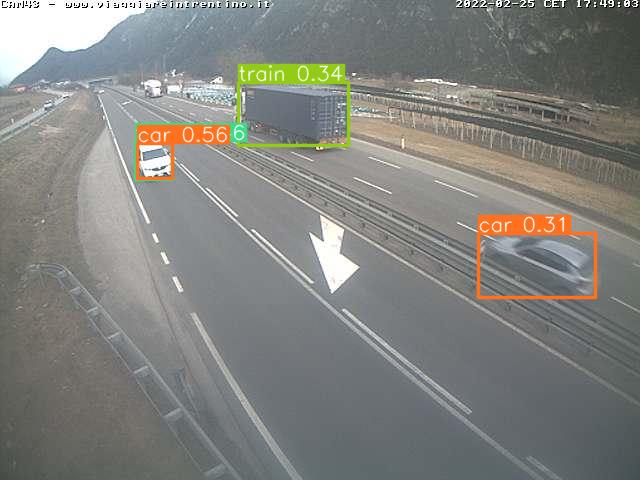 CAM43 - www.viaggiareintrentino.it
2022-02-25 CET 17:49:03
train 0.34
car 0.56
6
car 0.31